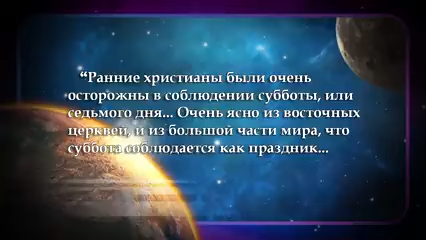 ❝Ранние христианы были очень
осторожны в соблюдении субботы, или
седьмого дня... Очень ясно из восточных
церквей, и из большой части мира, что
суббота соблюдается как праздник...